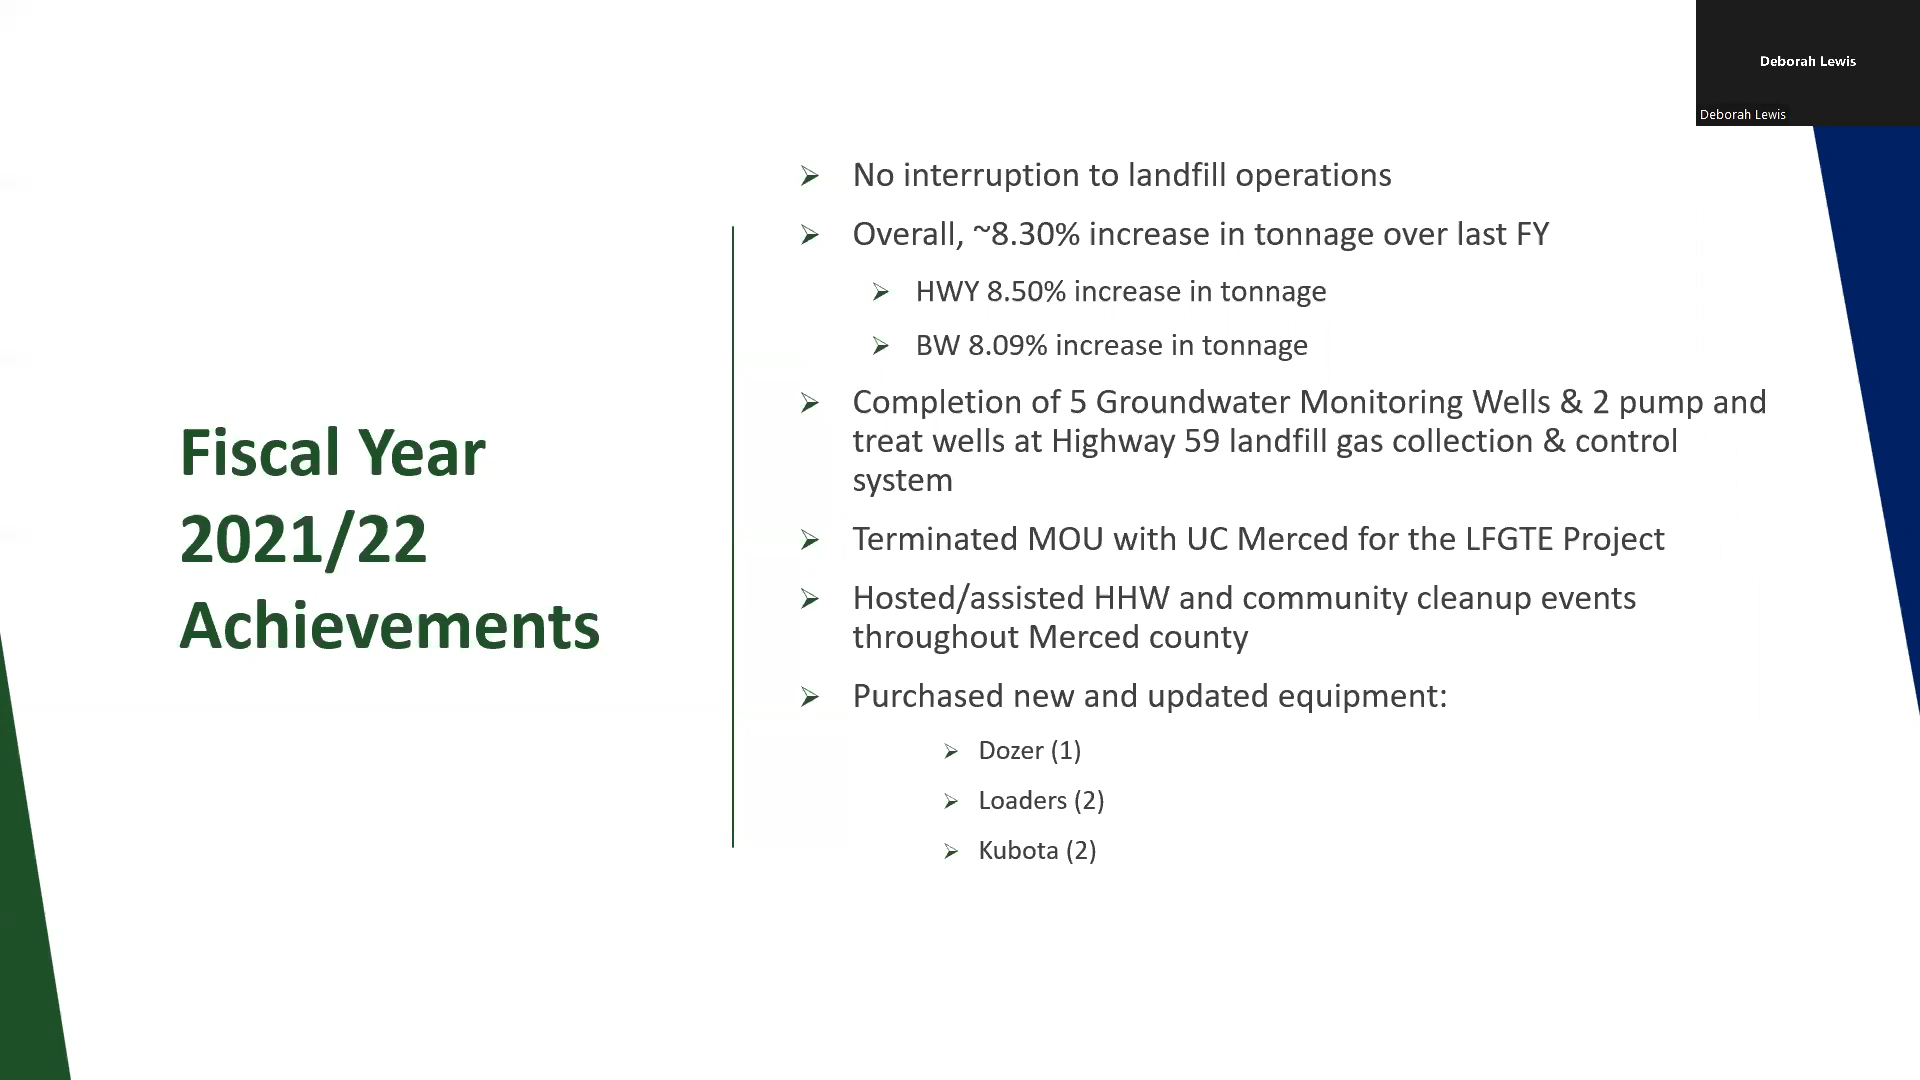 Deborah Lewis
Deborah Lewis
Fiscal Year
2021/22
Achievements
No interruption to landfill operations
Overall, ~8.30% increase in tonnage over last FY
HWY 8.50% increase in tonnage
BW 8.09% increase in tonnage
Completion of 5 Groundwater Monitoring Wells & 2 pump and
treat wells at Highway 59 landfill gas collection & control
system
Terminated MOU with UC Merced for the LFGTE Project
Hosted/assisted HHW and community cleanup events
throughout Merced county
Purchased new and updated equipment:
Dozer (1)
Loaders (2)
Kubota (2)